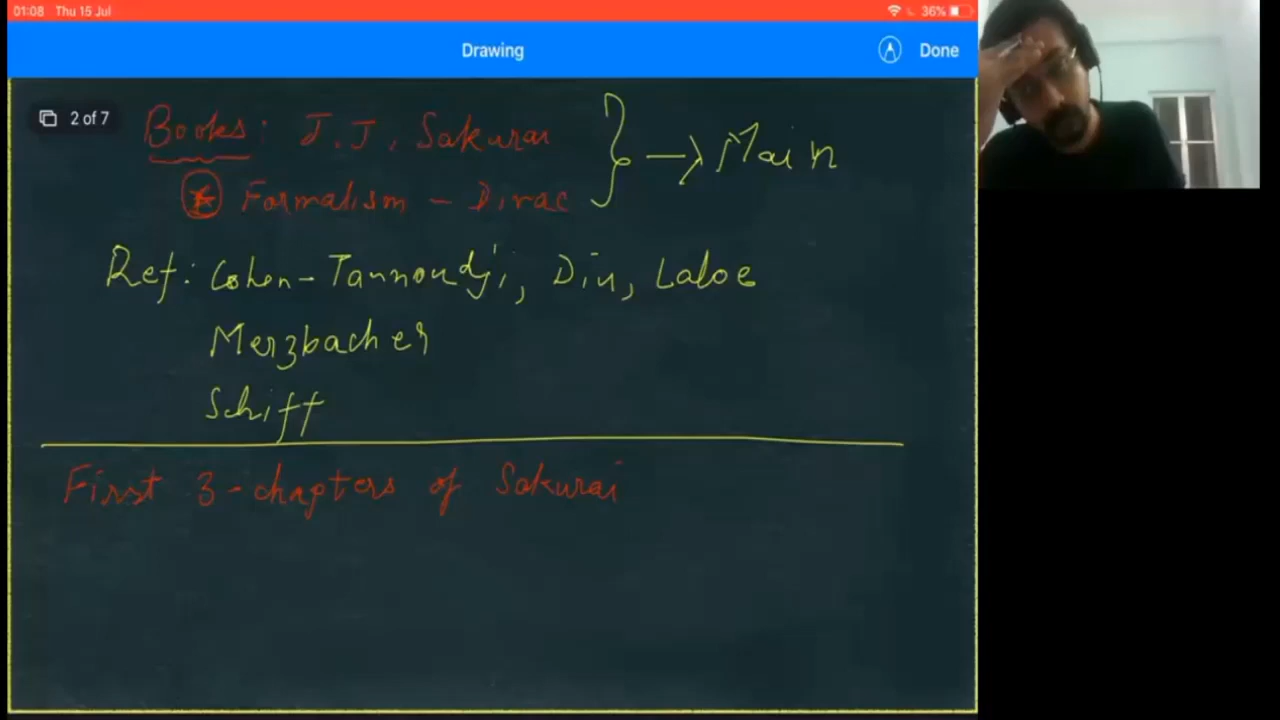 01:08 Thu 15 Jul 36%
Drawing Done
2 of 7
Books: J.J. Sakurai
Formalism - Dirac } → Main
Ref: Cohen-Tannoudji, Diu, Laloe
Merzbacher
Schiff
First 3-chapters of Sakurai